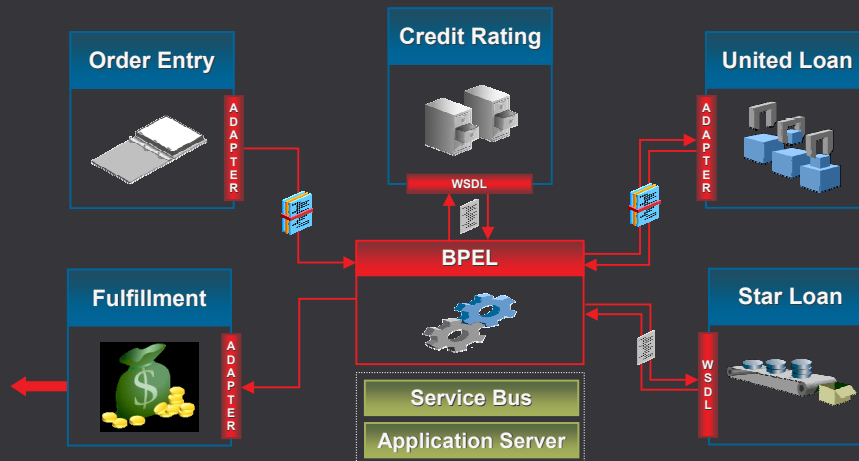 Order Entry
ADAPTER
Credit Rating
WSDL
United Loan
ADAPTER
BPEL
Fulfillment
$
ADAPTER
Star Loan
WSDL
Service Bus
Application Server